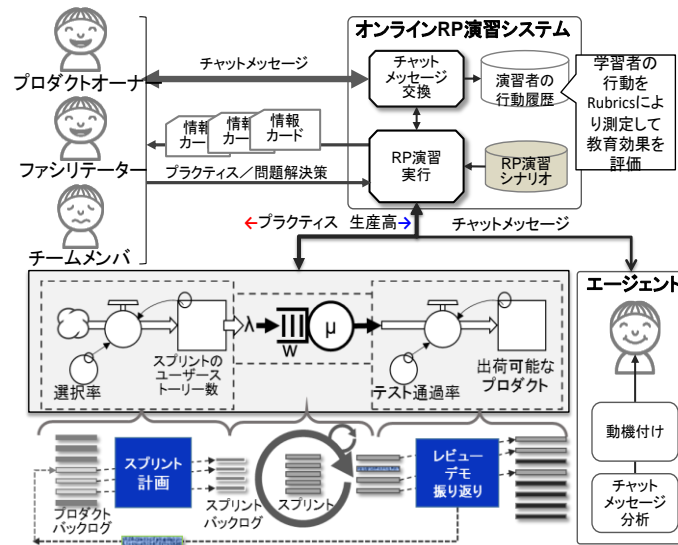 オンラインRP演習システム
プロダクトオーナー
チャットメッセージ
チャット
メッセージ
交換
演習者の
行動履歴
学習者の
行動を
Rubricsによ
り測定して
教育効果を
評価
情報
カード
情報
カード
情報
カード
ファシリテーター
プラクティス／問題解決策
RP演習
実行
RP演習
シナリオ
チームメンバ
←プラクティス 生産高→
チャットメッセージ
エージェント
λ
W
μ
選択率
スプリントの
ユーザース
トーリー数
テスト通過率
出荷可能な
プロダクト
動機付け
チャット
メッセージ
分析
プロダクト
バックログ
スプリント
計画
スプリント
バックログ
スプリント
レビュー
デモ
振り返り